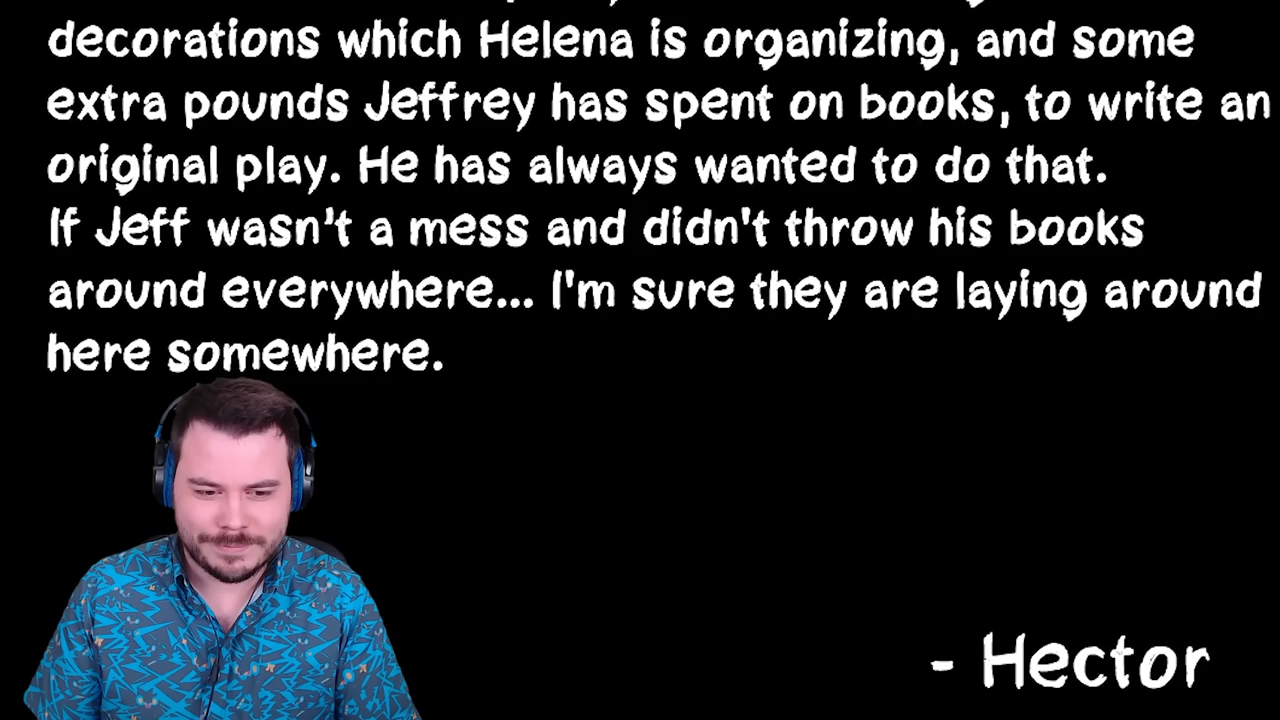 decorations which Helena is organizing, and some
extra pounds Jeffrey has spent on books, to write an
original play. He has always wanted to do that.
If Jeff wasn't a mess and didn't throw his books
around everywhere... I'm sure they are laying around
here somewhere.
- Hector